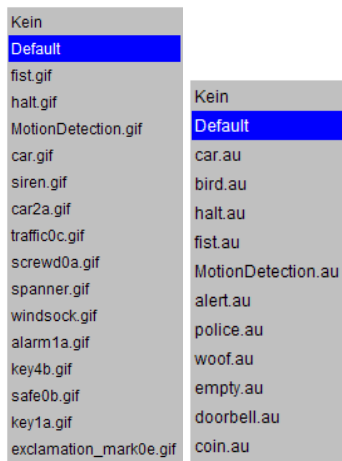 Kein
Default
fist.gif
halt.gif
MotionDetection.gif
car.gif
siren.gif
car2a.gif
traffic0c.gif
screwd0a.gif
spanner.gif
windsock.gif
alarm1a.gif
key4b.gif
safe0b.gif
key1a.gif
exclamation_mark0e.gif
Kein
Default
car.au
bird.au
halt.au
fist.au
MotionDetection.au
alert.au
police.au
woof.au
empty.au
doorbell.au
coin.au